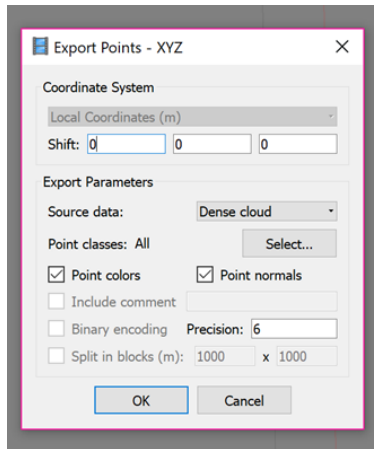 Export Points - XYZ
Coordinate System
Local Coordinates (m)
Shift: 0 0 0
Export Parameters
Source data: Dense cloud
Point classes: All Select...
Point colors Point normals
Include comment
Binary encoding Precision: 6
Split in blocks (m): 1000 x 1000
OK Cancel